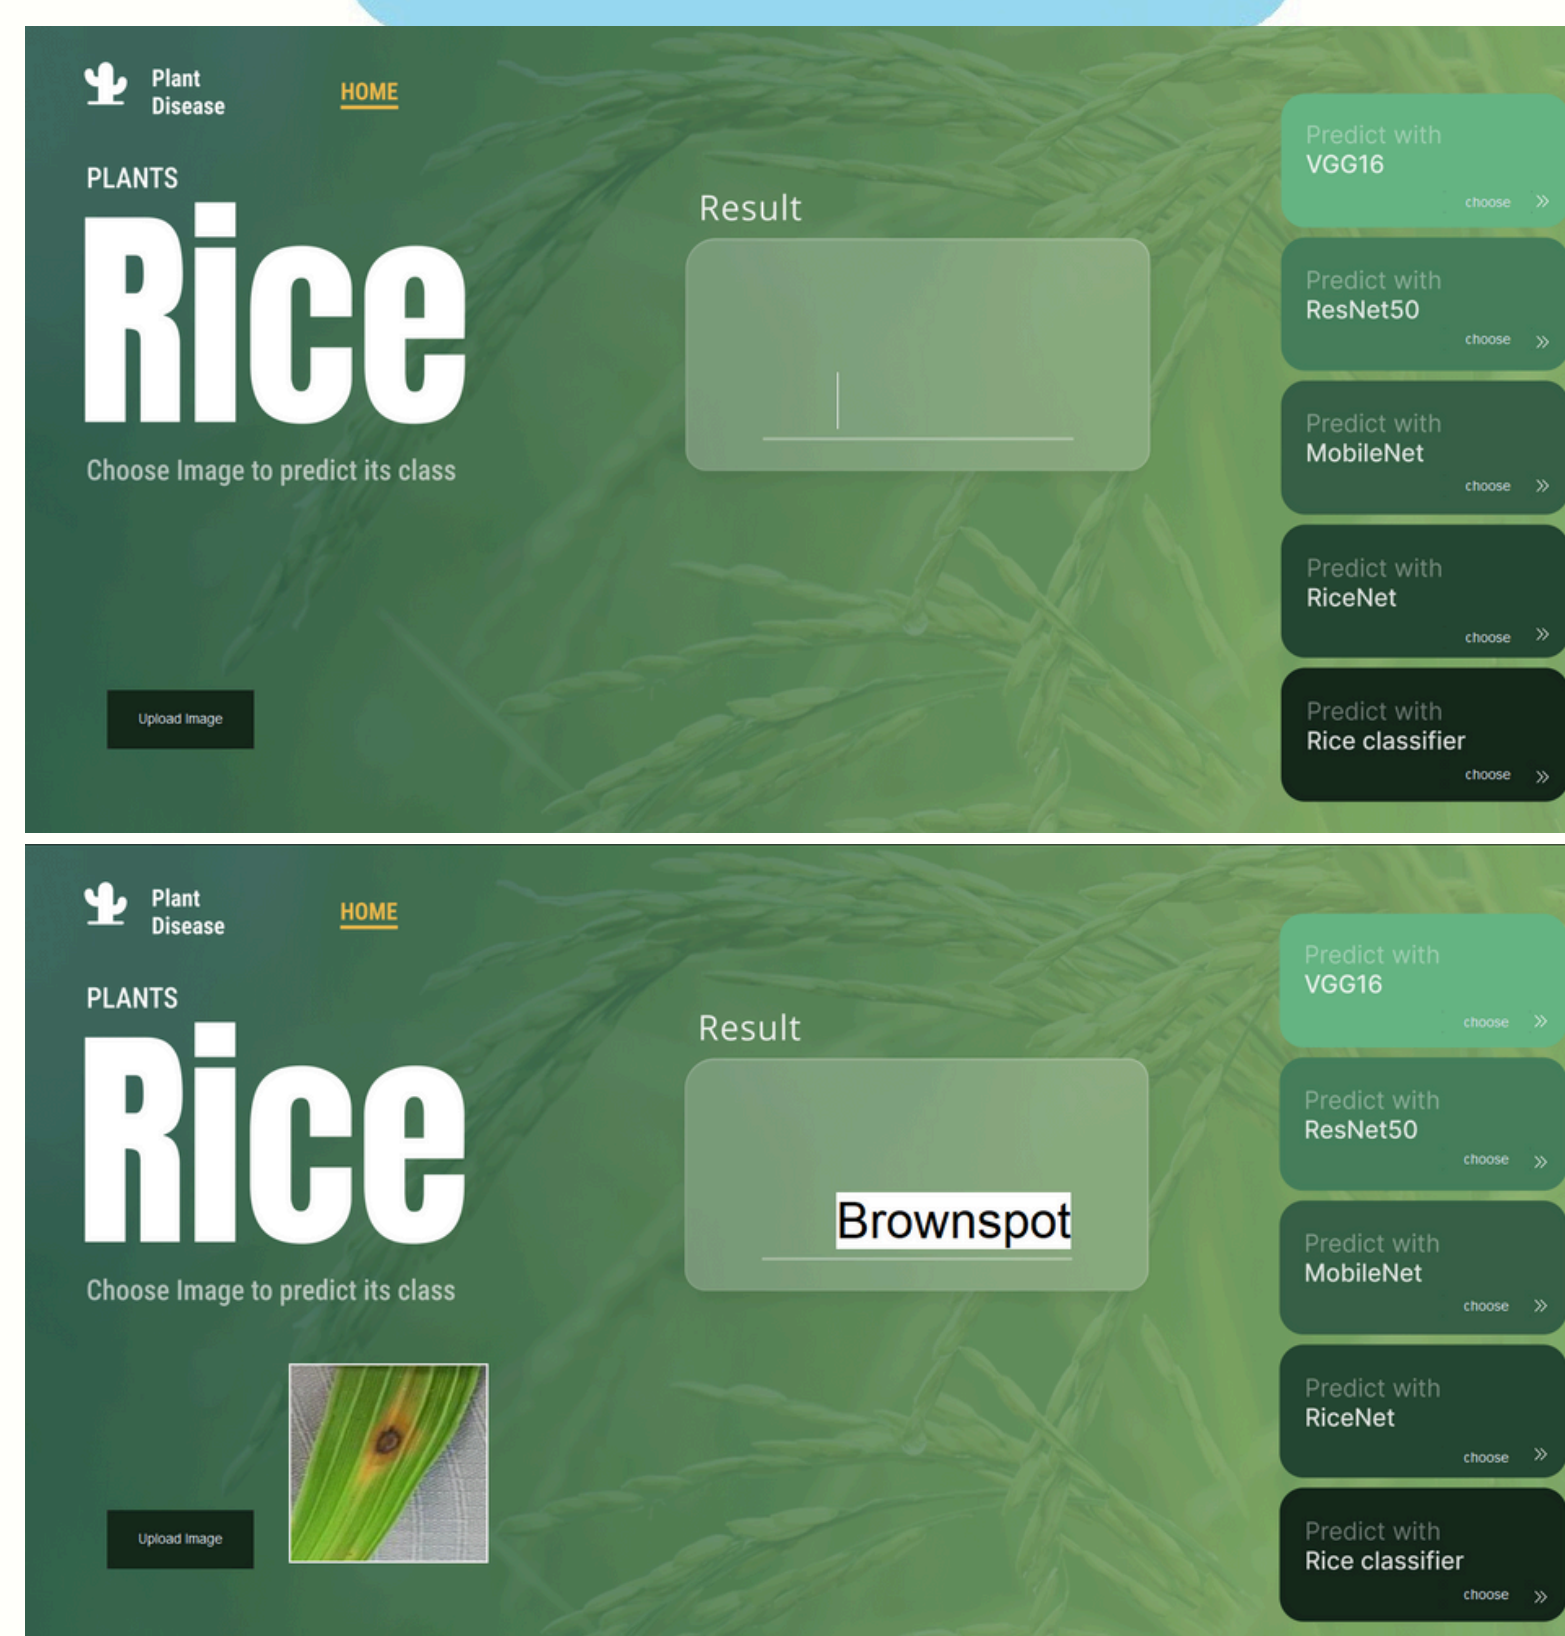 Plant
Disease
HOME
PLANTS
Rice
Choose Image to predict its class
Upload Image
Result
Predict with
VGG16
choose
Predict with
ResNet50
choose
Predict with
MobileNet
choose
Predict with
RiceNet
choose
Predict with
Rice classifier
choose
Plant
Disease
HOME
PLANTS
Rice
Choose Image to predict its class
Upload Image
Result
Brownspot
Predict with
VGG16
choose
Predict with
ResNet50
choose
Predict with
MobileNet
choose
Predict with
RiceNet
choose
Predict with
Rice classifier
choose